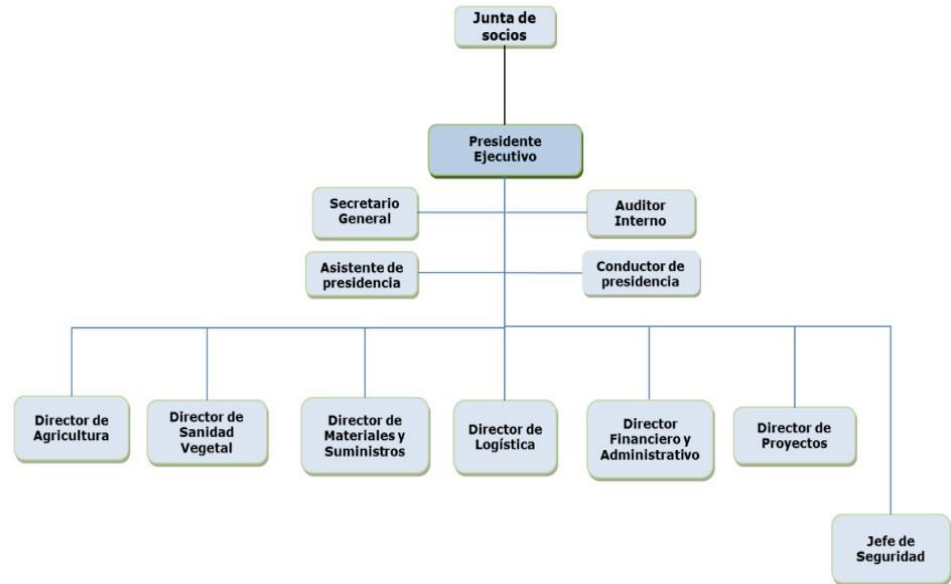 Junta de
socios
Presidente
Ejecutivo
Secretario
General
Auditor
Interno
Asistente de
presidencia
Conductor de
presidencia
Director de
Agricultura
Director de
Sanidad
Vegetal
Director de
Materiales y
Suministros
Director de
Logística
Director
Financiero y
Administrativo
Director de
Proyectos
Jefe de
Seguridad